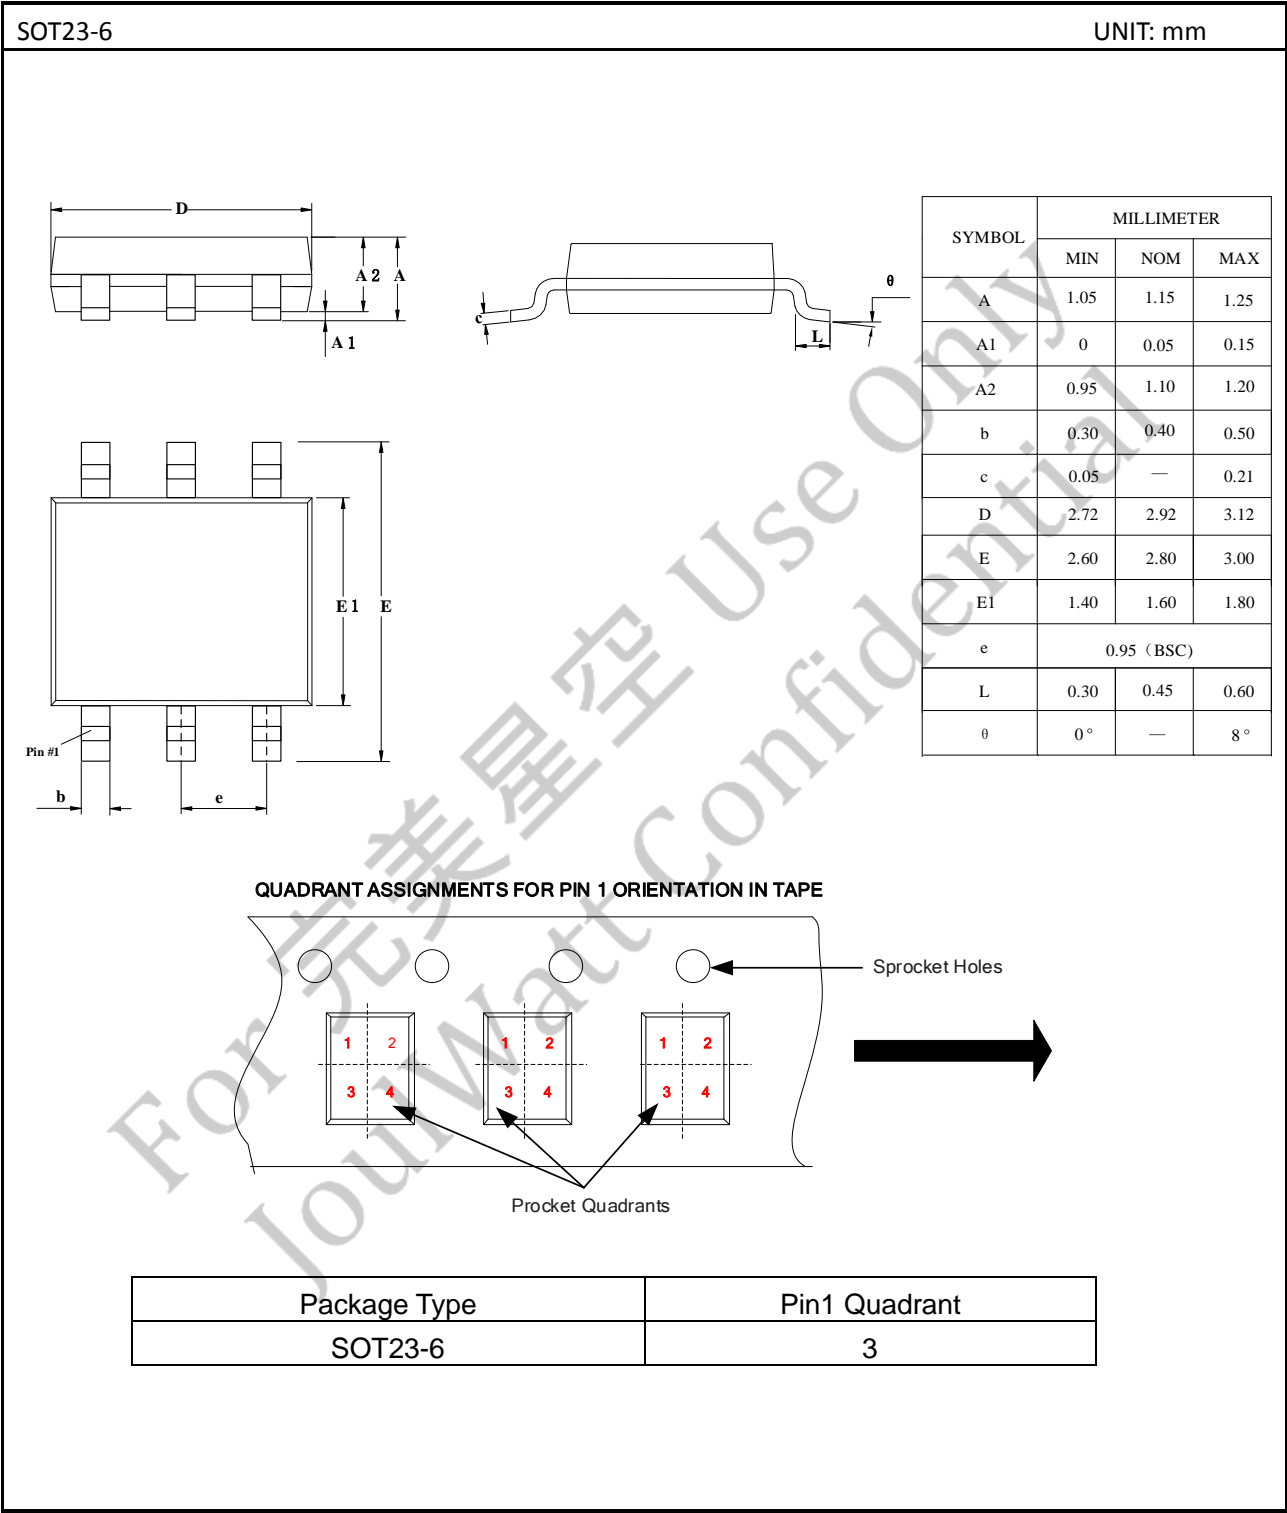 SOT23-6 UNIT: mm
D
A 2 A
A 1
c
L
θ
E 1 E
Pin #1
b e
SYMBOL MILLIMETER
MIN NOM MAX
A 1.05 1.15 1.25
A1 0 0.05 0.15
A2 0.95 1.10 1.20
b 0.30 0.40 0.50
c 0.05 — 0.21
D 2.72 2.92 3.12
E 2.60 2.80 3.00
E1 1.40 1.60 1.80
e 0.95（BSC)
L 0.30 0.45 0.60
θ 0° — 8°
QUADRANT ASSIGNMENTS FOR PIN 1 ORIENTATION IN TAPE
Sprocket Holes
1 2 1 2 1 2
3 4 3 4 3 4
Procket Quadrants
Package Type Pin1 Quadrant
SOT23-6 3
For 完美星空 Use Only
JoulWatt Confidential